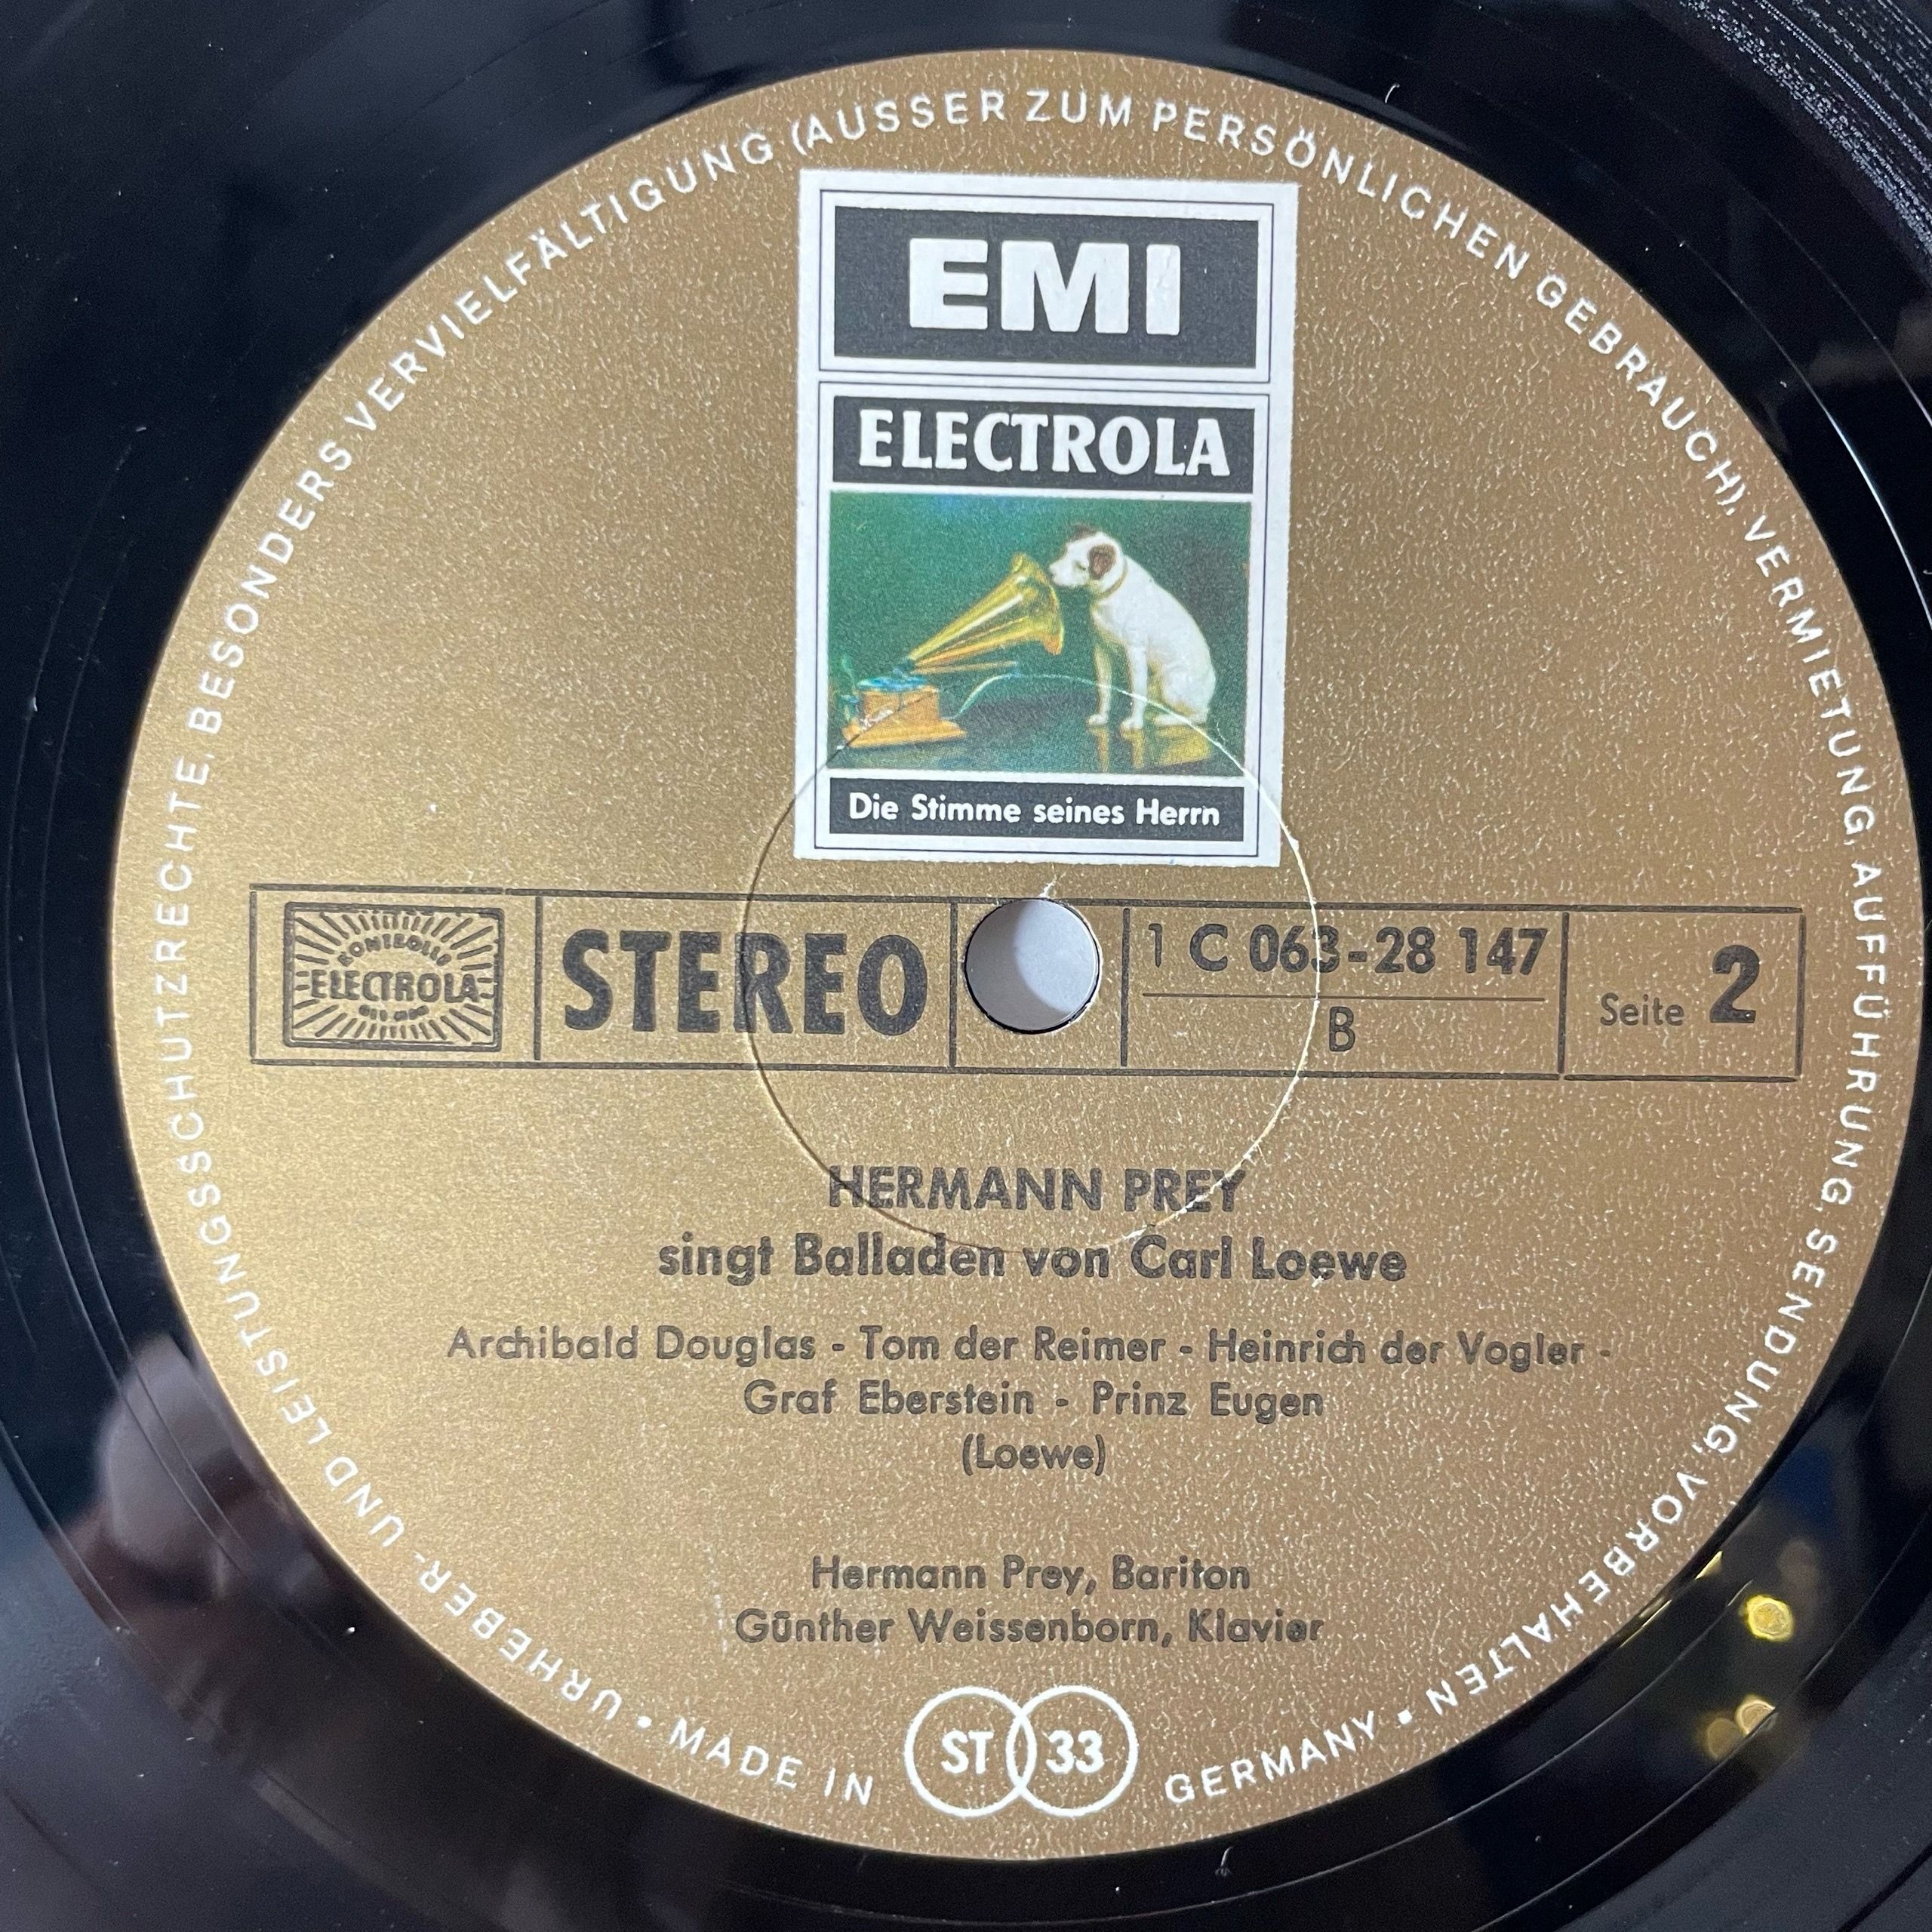 URHEBER- UND LEISTUNGSSCHUTZRECHTE, BESONDERS VERVIELFÄLTIGUNG (AUSSER ZUM PERSÖNLICHEN GEBRAUCH), VERMIETUNG, AUFFÜHRUNG, SENDUNG, VORBEHALTEN •
EMI
ELECTROLA
Die Stimme seines Herrn
ELECTROLA
STEREO
1 C 063-28 147
B
Seite 2
HERMANN PREY
singt Balladen von Carl Loewe
Archibald Douglas - Tom der Reimer - Heinrich der Vogler -
Graf Eberstein - Prinz Eugen
(Loewe)
Hermann Prey, Bariton
Günther Weissenborn, Klavier
• MADE IN GERMANY
ST 33